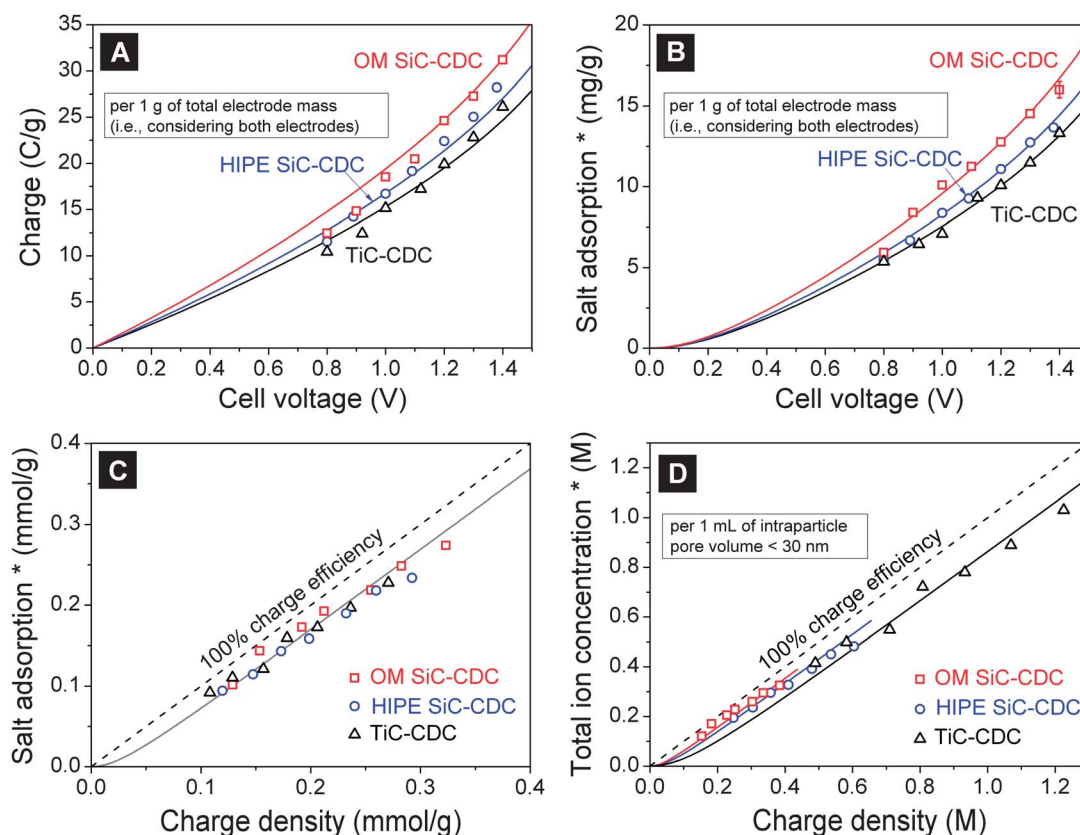 A
OM SiC-CDC
per 1 g of total electrode mass
(i.e., considering both electrodes)
HIPE SiC-CDC
TiC-CDC
Charge (C/g)
35
30
25
20
15
10
5
0
0.0 0.2 0.4 0.6 0.8 1.0 1.2 1.4
Cell voltage (V)
B
OM SiC-CDC
per 1 g of total electrode mass
(i.e., considering both electrodes)
HIPE SiC-CDC
TiC-CDC
Salt adsorption * (mg/g)
20
15
10
5
0
0.0 0.2 0.4 0.6 0.8 1.0 1.2 1.4
Cell voltage (V)
C
100% charge efficiency
OM SiC-CDC
HIPE SiC-CDC
TiC-CDC
Salt adsorption * (mmol/g)
0.4
0.3
0.2
0.1
0.0
0.1 0.2 0.3 0.4
Charge density (mmol/g)
D
per 1 mL of intraparticle
pore volume < 30 nm
100% charge efficiency
OM SiC-CDC
HIPE SiC-CDC
TiC-CDC
Total ion concentration * (M)
1.2
1.0
0.8
0.6
0.4
0.2
0.0
0.0 0.2 0.4 0.6 0.8 1.0 1.2
Charge density (M)